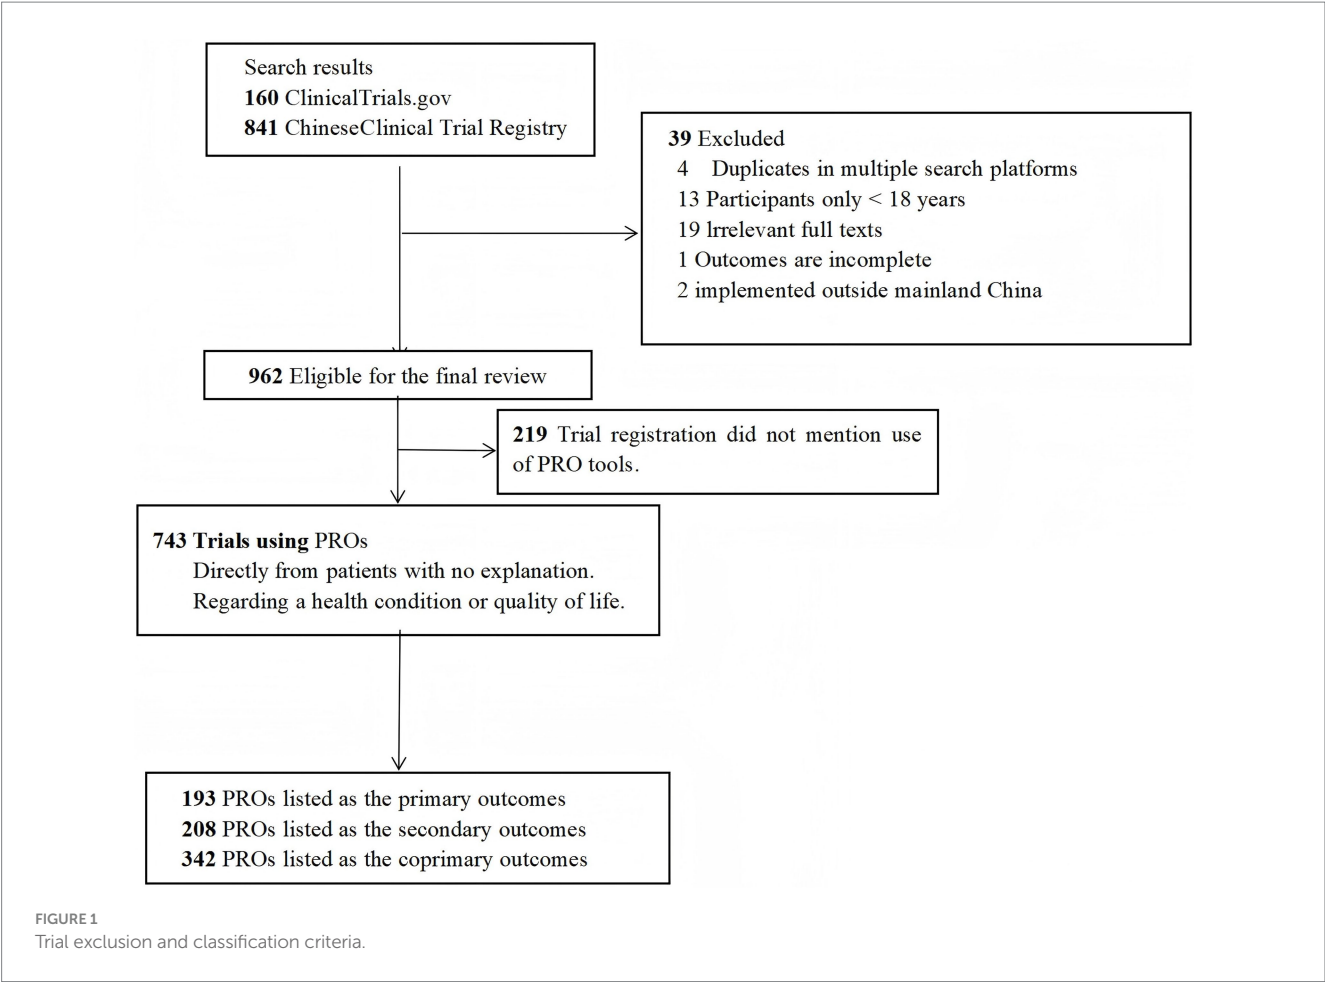 Search results
160 ClinicalTrials.gov
841 ChineseClinical Trial Registry
39 Excluded
4 Duplicates in multiple search platforms
13 Participants only < 18 years
19 lrrelevant full texts
1 Outcomes are incomplete
2 implemented outside mainland China
962 Eligible for the final review
219 Trial registration did not mention use
of PRO tools.
743 Trials using PROs
Directly from patients with no explanation.
Regarding a health condition or quality of life.
193 PROs listed as the primary outcomes
208 PROs listed as the secondary outcomes
342 PROs listed as the coprimary outcomes
FIGURE 1
Trial exclusion and classification criteria.